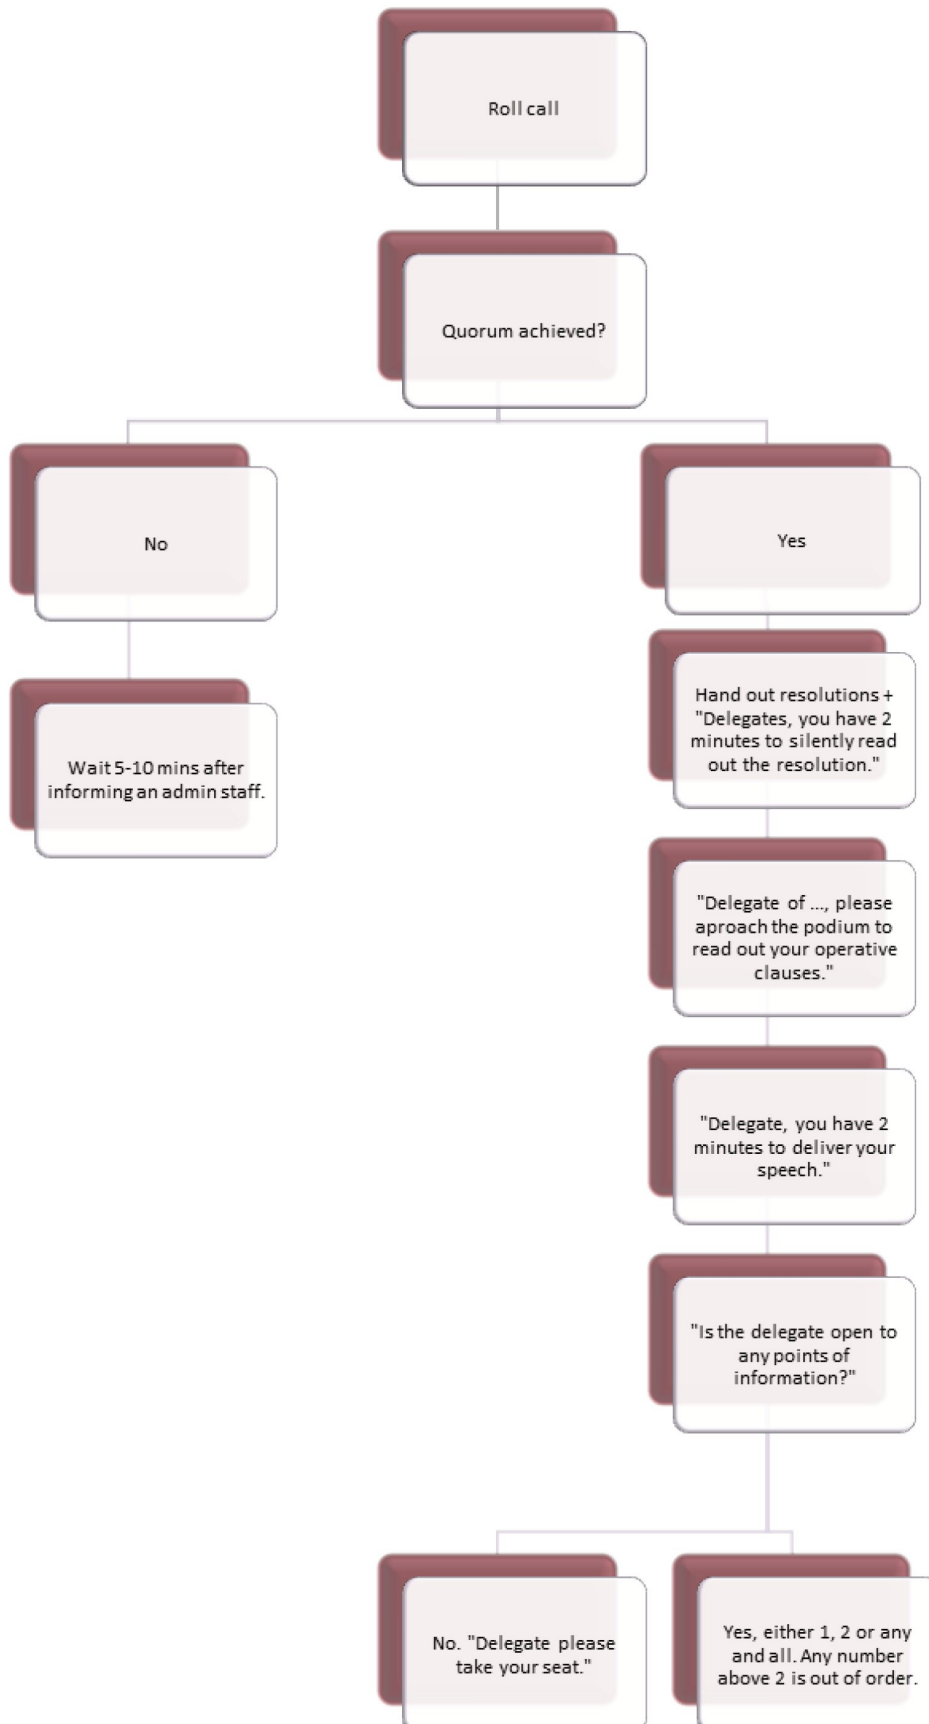 Roll call
Quorum achieved?
No
Yes
Wait 5-10 mins after
informing an admin staff.
Hand out resolutions +
"Delegates, you have 2
minutes to silently read
out the resolution."
"Delegate of ..., please
aproach the podium to
read out your operative
clauses."
"Delegate, you have 2
minutes to deliver your
speech."
"Is the delegate open to
any points of
information?"
No. "Delegate please
take your seat."
Yes, either 1, 2 or any
and all. Any number
above 2 is out of order.